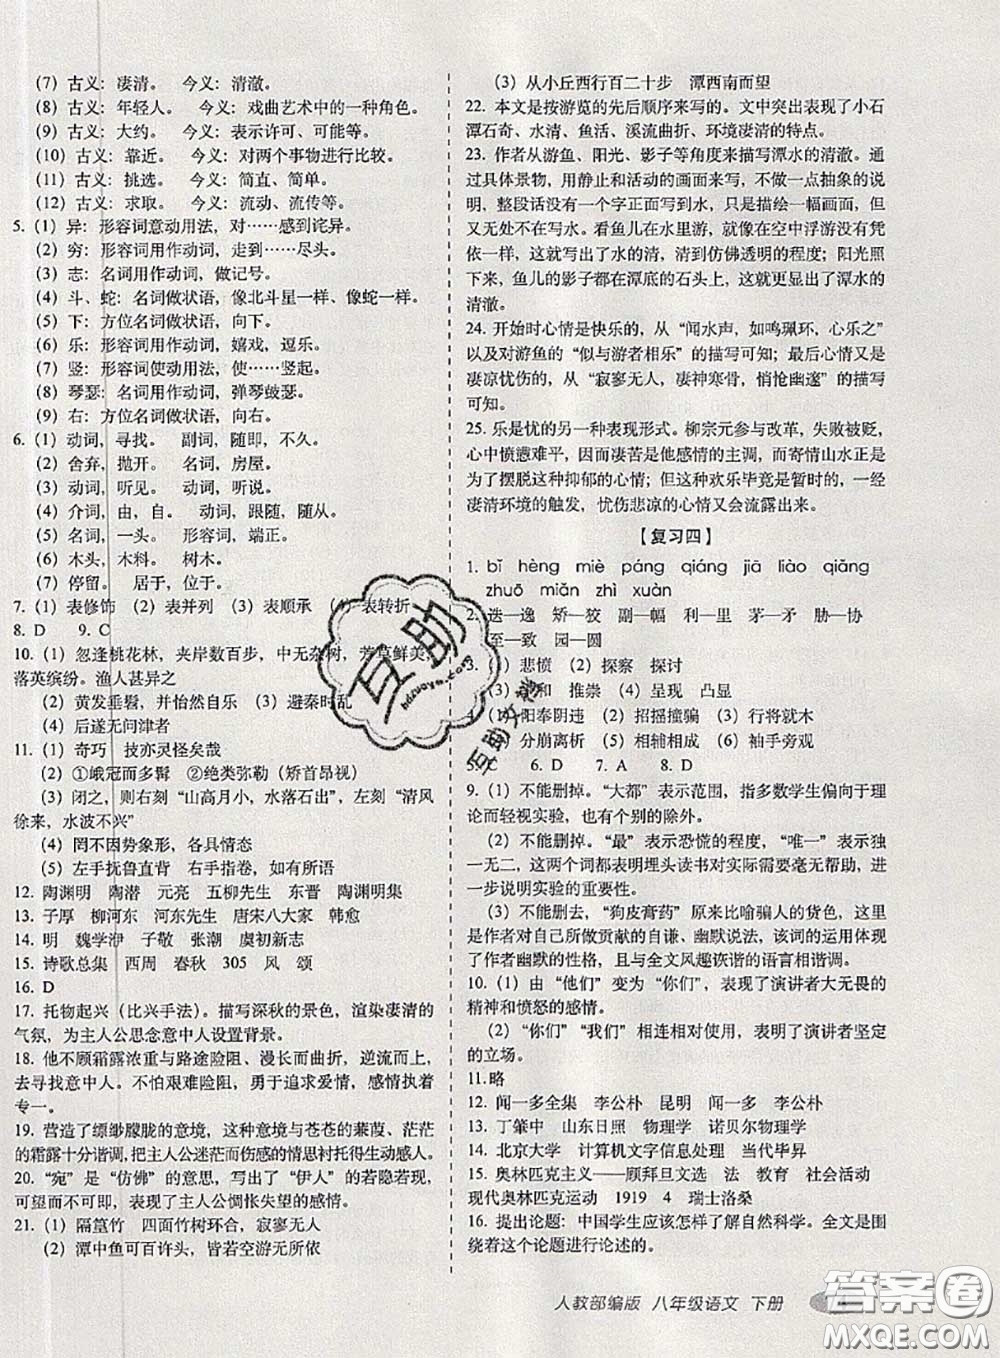 (7) 古义：凄清。 今义：清澈。
(8) 古义：年轻人。 今义：戏曲艺术中的一种角色。
(9) 古义：大约。 今义：表示许可、可能等。
(10) 古义：靠近。 今义：对两个事物进行比较。
(11) 古义：挑选。 今义：简直、简单。
(12) 古义：求取。 今义：流动、流传等。
5. (1) 异：形容词意动用法，对……感到诧异。
(2) 穷：形容词用作动词，走到……尽头。
(3) 志：名词用作动词，做记号。
(4) 斗、蛇：名词做状语，像北斗星一样、像蛇一样。
(5) 下：方位名词做状语，向下。
(6) 乐：形容词用作动词，嬉戏，逗乐。
(7) 竖：形容词使动用法，使……竖起。
(8) 琴瑟：名词用作动词，弹琴鼓瑟。
(9) 右：方位名词做状语，向右。
6. (1) 动词，寻找。 副词，随即，不久。
(2) 舍弃，抛开。 名词，房屋。
(3) 动词，听见。 动词，听说。
(4) 介词，由，自。 动词，跟随，随从。
(5) 名词，一头。 形容词，端正。
(6) 木头，木料。 树木。
(7) 停留。 居于，位于。
7. (1) 表修饰 (2) 表并列 (3) 表顺承 (4) 表转折
8. D 9. C
10. (1) 忽逢桃花林，夹岸数百步，中无杂树，芳草鲜美，
落英缤纷。渔人甚异之
(2) 黄发垂髫，并怡然自乐 (3) 避秦时乱
(4) 后遂无问津者
11. (1) 奇巧 技亦灵怪矣哉
(2) ①峨冠而多髯 ②绝类弥勒（矫首昂视）
(3) 闭之，则右刻“山高月小，水落石出”，左刻“清风
徐来，水波不兴”
(4) 罔不因势象形，各具情态
(5) 左手抚鲁直背 右手指卷，如有所语
12. 陶渊明 陶潜 元亮 五柳先生 东晋 陶渊明集
13. 子厚 柳河东 河东先生 唐宋八大家 韩愈
14. 明 魏学洢 子敬 张潮 虞初新志
15. 诗歌总集 西周 春秋 305 风 颂
16. D
17. 托物起兴（比兴手法）。描写深秋的景色，渲染凄清的
气氛，为主人公思念意中人设置背景。
18. 他不顾霜露浓重与路途险阻、漫长而曲折，逆流而上，
去寻找意中人。不怕艰难险阻，勇于追求爱情，感情执着
专一。
19. 营造了缥缈朦胧的意境，这种意境与苍苍的蒹葭、茫茫
的霜露十分谐调，把主人公迷茫而伤感的情思衬托得生动感人。
20. “宛”是“仿佛”的意思，写出了“伊人”的若隐若现，
可望而不可即，表现了主人公惆怅失望的感情。
21. (1) 隔篁竹 四面竹树环合，寂寥无人
(2) 潭中鱼可百许头，皆若空游无所依
(3) 从小丘西行百二十步 潭西南而望
22. 本文是按游览的先后顺序来写的。文中突出表现了小石
潭石奇、水清、鱼活、溪流曲折、环境凄清的特点。
23. 作者从游鱼、阳光、影子等角度来描写潭水的清澈。通
过具体景物，用静止和活动的画面来写，不做一点抽象的说
明，整段话没有一个字正面写水，只是描绘一幅画面，但
又无处不在写水。看鱼儿在水里游，就像在空中浮游没有凭
依一样，这就写出了水的清，清到仿佛透明的程度；阳光照
下来，鱼儿的影子都在潭底的石头上，这就更显出了潭水的
清澈。
24. 开始时心情是快乐的，从“闻水声，如鸣珮环，心乐之”
以及对游鱼的“似与游者相乐”的描写可知；最后心情又是
凄凉忧伤的，从“寂寥无人，凄神寒骨，悄怆幽邃”的描写
可知。
25. 乐是忧的另一种表现形式。柳宗元参与改革，失败被贬，
心中愤懑难平，因而凄苦是他感情的主调，而寄情山水正是
为了摆脱这种抑郁的心情；但这种欢乐毕竟是暂时的，一经
凄清环境的触发，忧伤悲凉的心情又会流露出来。
【复习四】
1. bǐ hèng miè páng qiáng jiā liào qiǎng
zhuō miǎn zhì xuàn
2. 迭—逸 矫—狡 副—幅 利—里 茅—矛 胁—协
至—致 园—圆
3. (1) 悲愤 (2) 探察 探讨
(3) 和 推崇 (4) 呈现 凸显
4. (1) 阳奉阴违 (2) 招摇撞骗 (3) 行将就木
分崩离析 (5) 相辅相成 (6) 袖手旁观
5. C 6. D 7. A 8. D
9. (1) 不能删掉。“大都”表示范围，指多数学生偏向于理
论而轻视实验，也有个别的除外。
(2) 不能删掉。“最”表示恐慌的程度，“唯一”表示独一
无二，这两个词都表明埋头读书对实际需要毫无帮助，进
一步说明实验的重要性。
(3) 不能删去，“狗皮膏药”原来比喻骗人的货色，这里
是作者对自己所做贡献的自谦、幽默说法，该词的运用体现
了作者幽默的性格，且与全文风趣诙谐的语言相谐调。
10. (1) 由“他们”变为“你们”，表现了演讲者大无畏的
精神和愤怒的感情。
(2) “你们”“我们”相连相对使用，表明了演讲者坚定
的立场。
11. 略
12. 闻一多全集 李公朴 昆明 闻一多 李公朴
13. 丁肇中 山东日照 物理学 诺贝尔物理学
14. 北京大学 计算机文字信息处理 当代毕昇
15. 奥林匹克主义——顾拜旦文选 法 教育 社会活动
现代奥林匹克运动 1919 4 瑞士洛桑
16. 提出论题：中国学生应该怎样了解自然科学。全文是围
绕着这个论题进行论述的。
人教部编版 八年级语文 下册
互助
hdzuoye.com
互助文档
答案圈
MXQE.COM